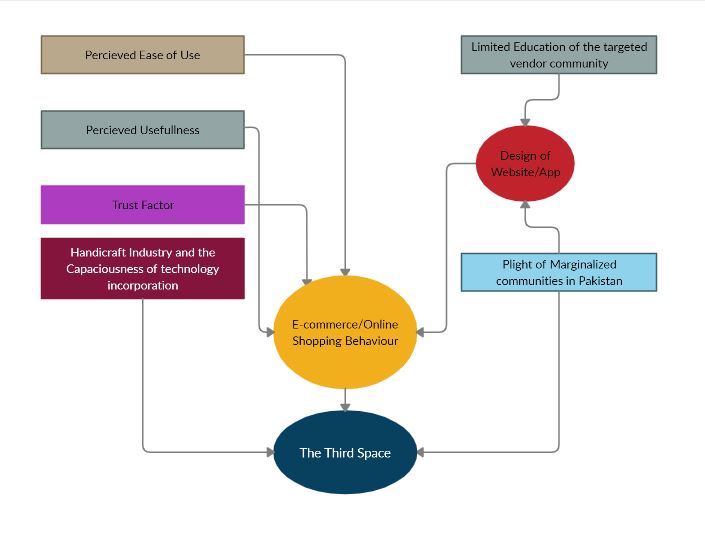 Percieved Ease of Use
Limited Education of the targeted
vendor community
Percieved Usefullness
Design of
Website/App
Trust Factor
Handicraft Industry and the
Capaciousness of technology
incorporation
Plight of Marginalized
communities in Pakistan
E-commerce/Online
Shopping Behaviour
The Third Space